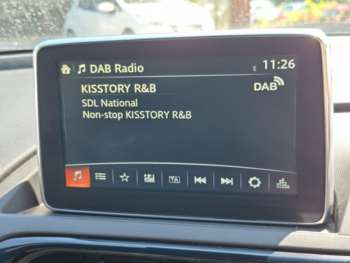 DAB Radio
11:26
KISSTORY R&B
DAB
SDL National
Non-stop KISSTORY R&B
TA